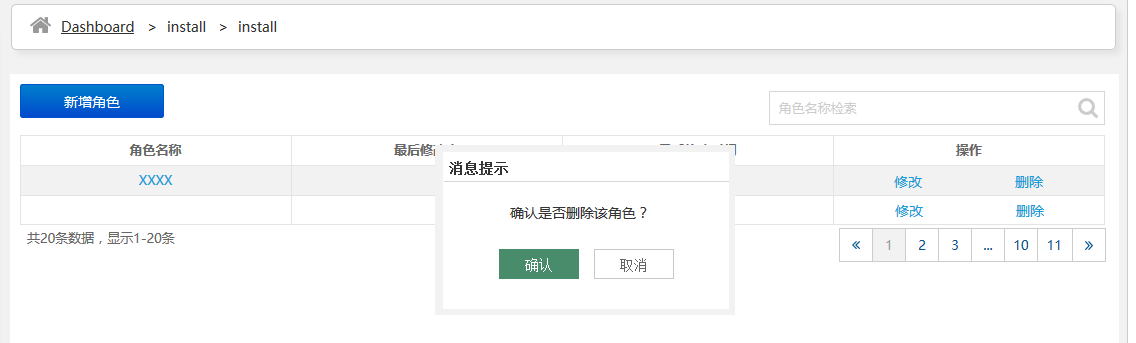 Dashboard > install > install
新增角色
角色名称检索
角色名称 最后修 操作
XXXX 修改 删除
修改 删除
消息提示
确认是否删除该角色？
确认 取消
共20条数据，显示1-20条
« 1 2 3 ... 10 11 »